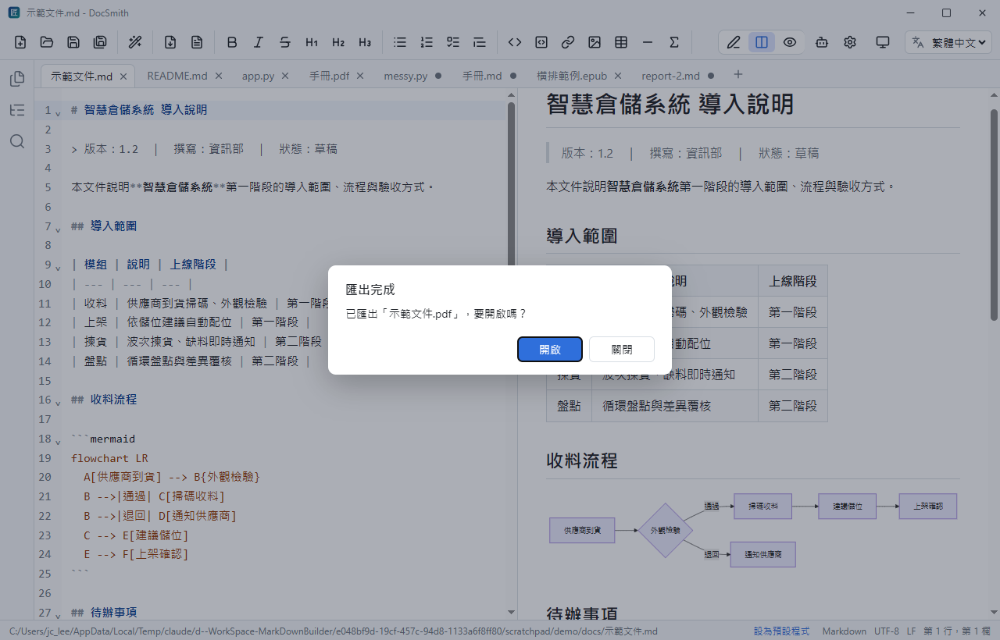 示範文件.md - DocSmith
B I S H1 H2 H3
繁體中文
示範文件.md README.md app.py 手冊.pdf messy.py 手冊.md 橫排範例.epub report-2.md
1 # 智慧倉儲系統 導入說明
2
3 > 版本：1.2 ｜ 撰寫：資訊部 ｜ 狀態：草稿
4
5 本文件說明**智慧倉儲系統**第一階段的導入範圍、流程與驗收方式。
6
7 ## 導入範圍
8
9 | 模組 | 說明 | 上線階段 |
10 | --- | --- | --- |
11 | 收料 | 供應商到貨掃碼、外觀檢驗 | 第一階段
12 | 上架 | 依儲位建議自動配位 | 第一階段 |
13 | 揀貨 | 波次揀貨、缺料即時通知 | 第二階段
14 | 盤點 | 循環盤點與差異覆核 | 第二階段 |
15
16 ## 收料流程
17
18 ```mermaid
19 flowchart LR
20 A[供應商到貨] --> B{外觀檢驗}
21 B -->|通過| C[掃碼收料]
22 B -->|退回| D[通知供應商]
23 C --> E[建議儲位]
24 E --> F[上架確認]
25 ```
26
27 ## 待辦事項
智慧倉儲系統 導入說明
版本：1.2 ｜ 撰寫：資訊部 ｜ 狀態：草稿
本文件說明智慧倉儲系統第一階段的導入範圍、流程與驗收方式。
導入範圍
說明 上線階段
掃碼、外觀檢驗 第一階段
自動配位 第一階段
揀貨 波次揀貨、缺料即時通知 第二階段
盤點 循環盤點與差異覆核 第二階段
收料流程
供應商到貨
外觀檢驗
通過
掃碼收料
建議儲位
上架確認
退回
通知供應商
待辦事項
匯出完成
已匯出「示範文件.pdf」，要開啟嗎？
開啟 關閉
C:/Users/jc_lee/AppData/Local/Temp/claude/d--WorkSpace-MarkDownBuilder/e048bf9d-19cf-457c-94d8-1133a6f8ff80/scratchpad/demo/docs/示範文件.md
設為預設程式 Markdown UTF-8 LF 第 1 行，第 1 欄